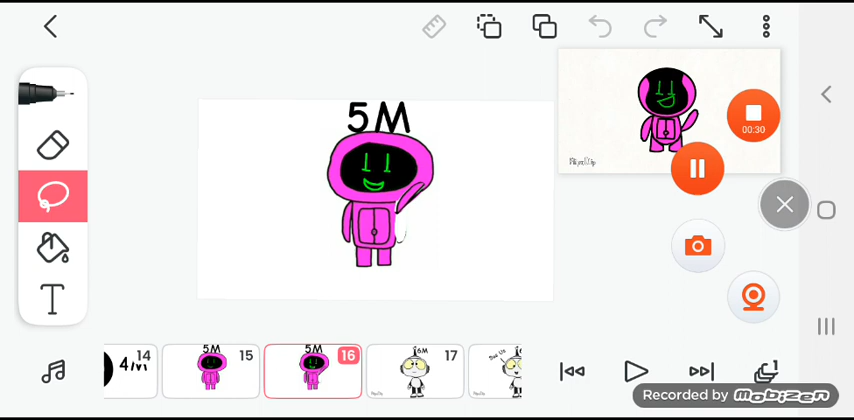 5M
00:30
T
14
4M
5M
15
5M
16
6M
17
Recorded by mobizen